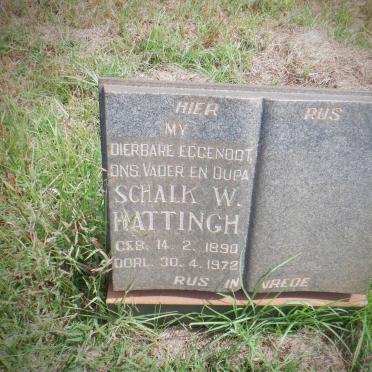 HIER RUS
MY
DIERBARE EGGENOOT,
ONS VADER EN OUPA
SCHALK W.
HATTINGH
GEB. 14. 2. 1890
OORL. 30. 4. 1972
RUS IN VREDE